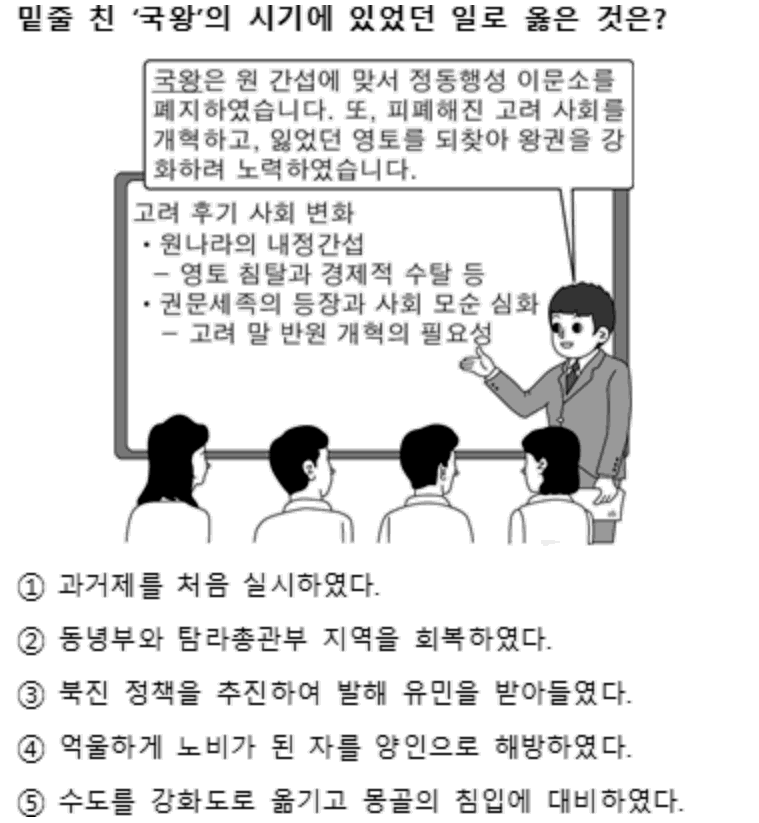 밑줄 친 ‘국왕’의 시기에 있었던 일로 옳은 것은?
국왕은 원 간섭에 맞서 정동행성 이문소를
폐지하였습니다. 또, 피폐해진 고려 사회를
개혁하고, 잃었던 영토를 되찾아 왕권을 강
화하려 노력하였습니다.
고려 후기 사회 변화
• 원나라의 내정간섭
– 영토 침탈과 경제적 수탈 등
• 권문세족의 등장과 사회 모순 심화
– 고려 말 반원 개혁의 필요성
① 과거제를 처음 실시하였다.
② 동녕부와 탐라총관부 지역을 회복하였다.
③ 북진 정책을 추진하여 발해 유민을 받아들였다.
④ 억울하게 노비가 된 자를 양인으로 해방하였다.
⑤ 수도를 강화도로 옮기고 몽골의 침입에 대비하였다.